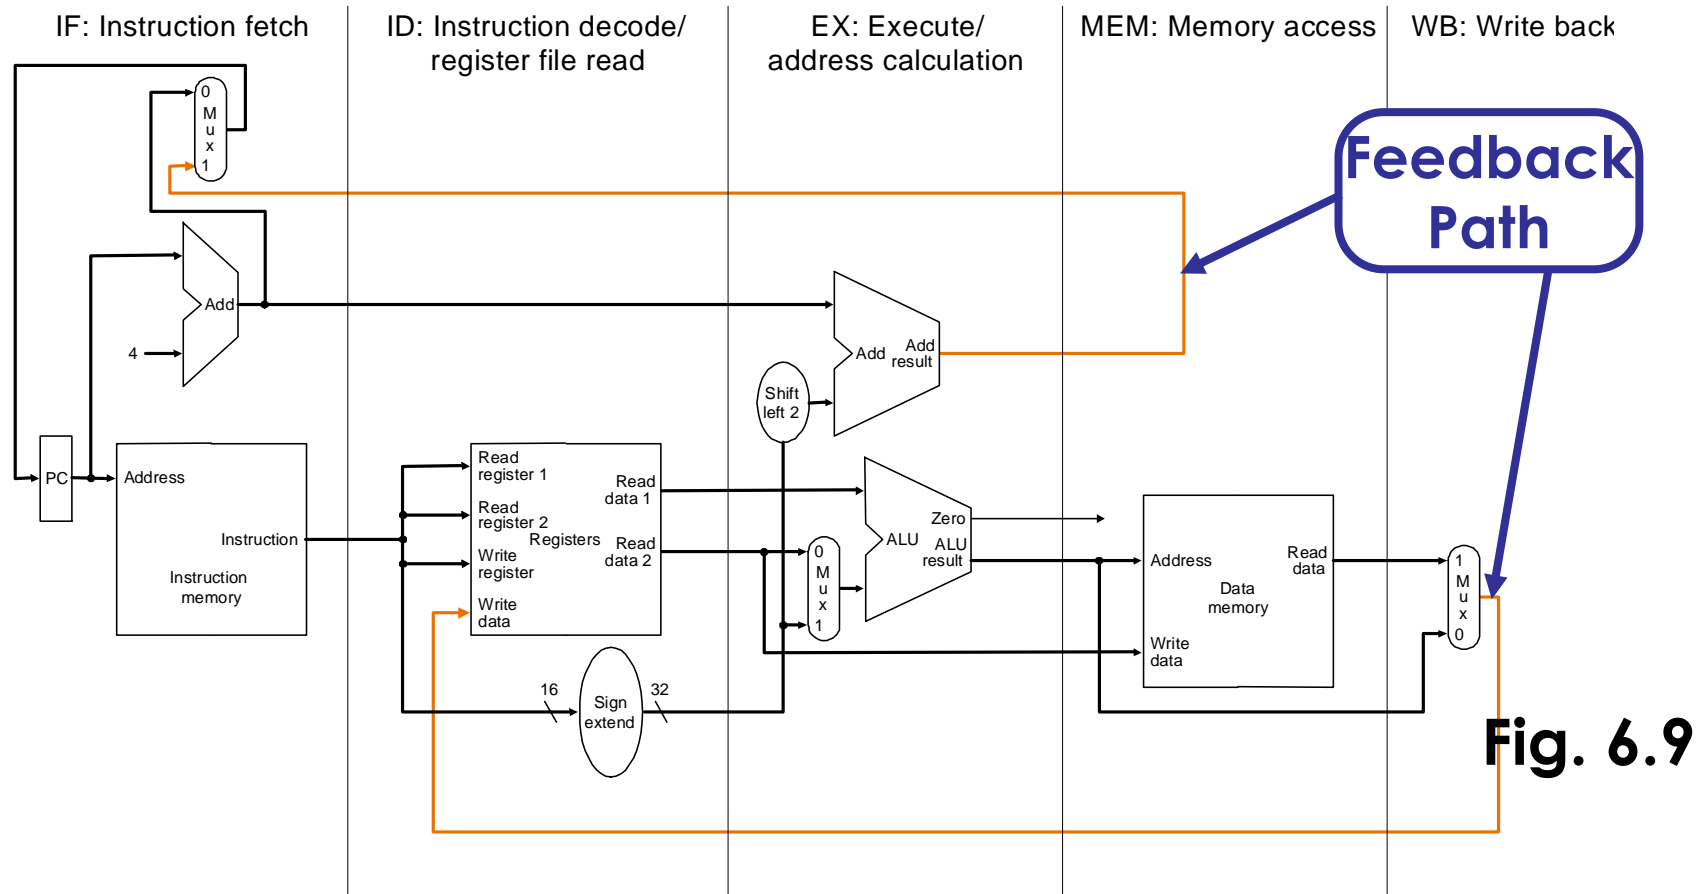 IF: Instruction fetch
ID: Instruction decode/
register file read
EX: Execute/
address calculation
MEM: Memory access
WB: Write back
0
M
u
x
1
Feedback
Path
Add
4
Add
Add
result
Shift
left 2
PC
Address
Instruction
Instruction
memory
Read
register 1
Read
register 2
Write
register
Write
data
Registers
Read
data 1
Read
data 2
16
Sign
extend
32
0
M
u
x
1
Zero
ALU
ALU
result
Address
Read
data
Data
memory
Write
data
1
M
u
x
0
Fig. 6.9